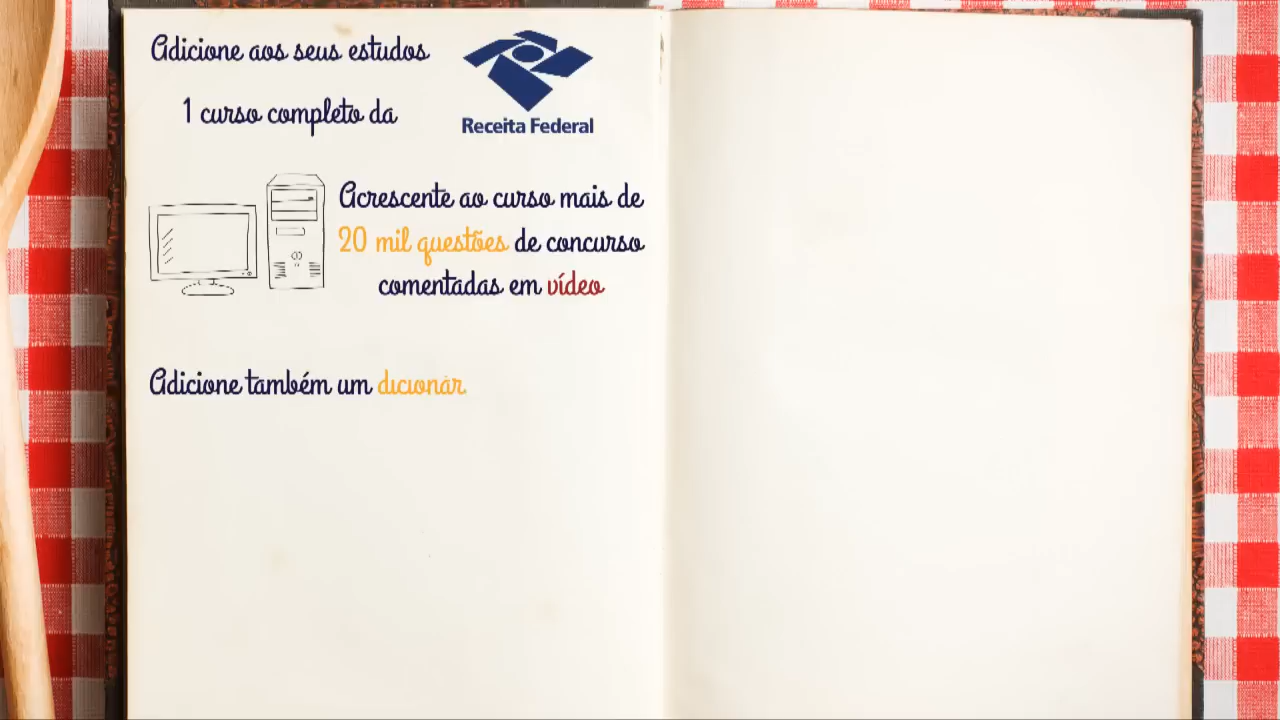 Adicione aos seus estudos
1 curso completo da
Receita Federal
Acrescente ao curso mais de
20 mil questões de concurso
comentadas em vídeo
Adicione também um